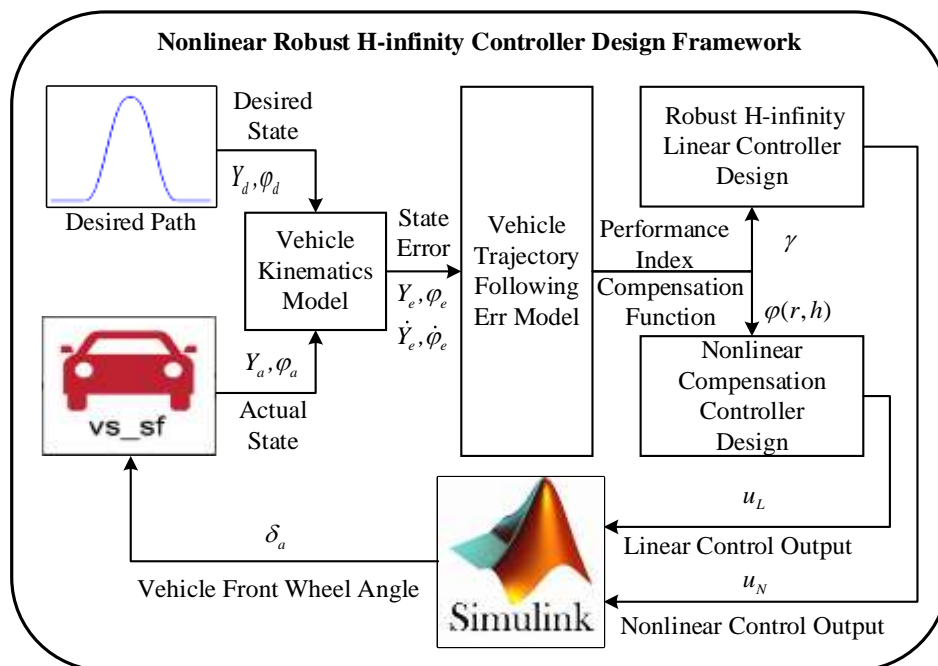 Nonlinear Robust H-infinity Controller Design Framework
Desired
State
Y_d, φ_d
Desired Path
Vehicle
Kinematics
Model
State
Error
Y_e, φ_e
Ẏ_e, φ̇_e
Vehicle
Trajectory
Following
Err Model
Performance
Index
Compensation
Function
Robust H-infinity
Linear Controller
Design
γ
φ(r, h)
Nonlinear
Compensation
Controller
Design
vs_sf
Y_a, φ_a
Actual
State
δ_a
Vehicle Front Wheel Angle
Simulink
u_L
Linear Control Output
u_N
Nonlinear Control Output